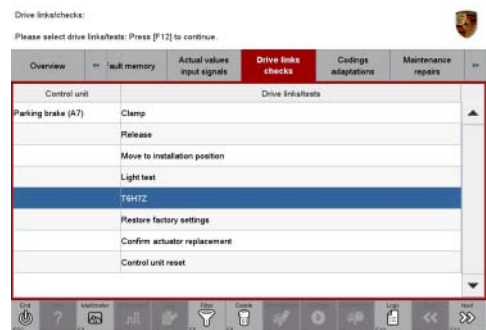 Drive links/checks:
Please select drive links/tests: Press [F12] to continue.
Overview
<<
'ault memory
Actual values
input signals
Drive links
checks
Codings
adaptations
Maintenance
repairs
>>
Control unit
Drive links/tests
Parking brake (A7)
Clamp
Release
Move to installation position
Light test
T6H7Z
Restore factory settings
Confirm actuator replacement
Control unit reset
End
Multimeter
Filter
Delete
Logs
Next